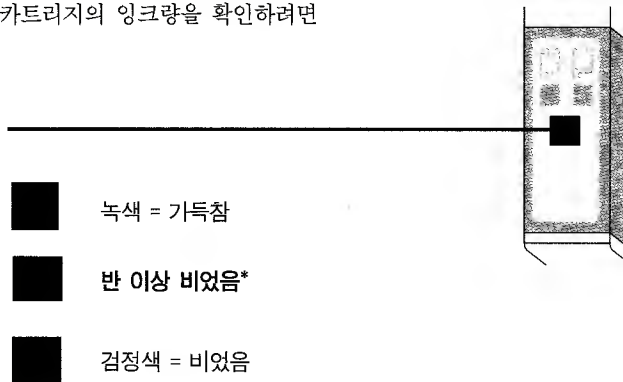 카트리지의 잉크량을 확인하려면
녹색 = 가득참
반 이상 비었음*
검정색 = 비었음